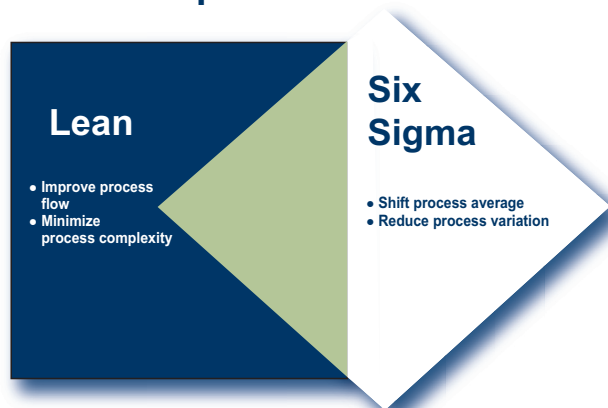 Lean
● Improve process
flow
● Minimize
process complexity
Six
Sigma
● Shift process average
● Reduce process variation